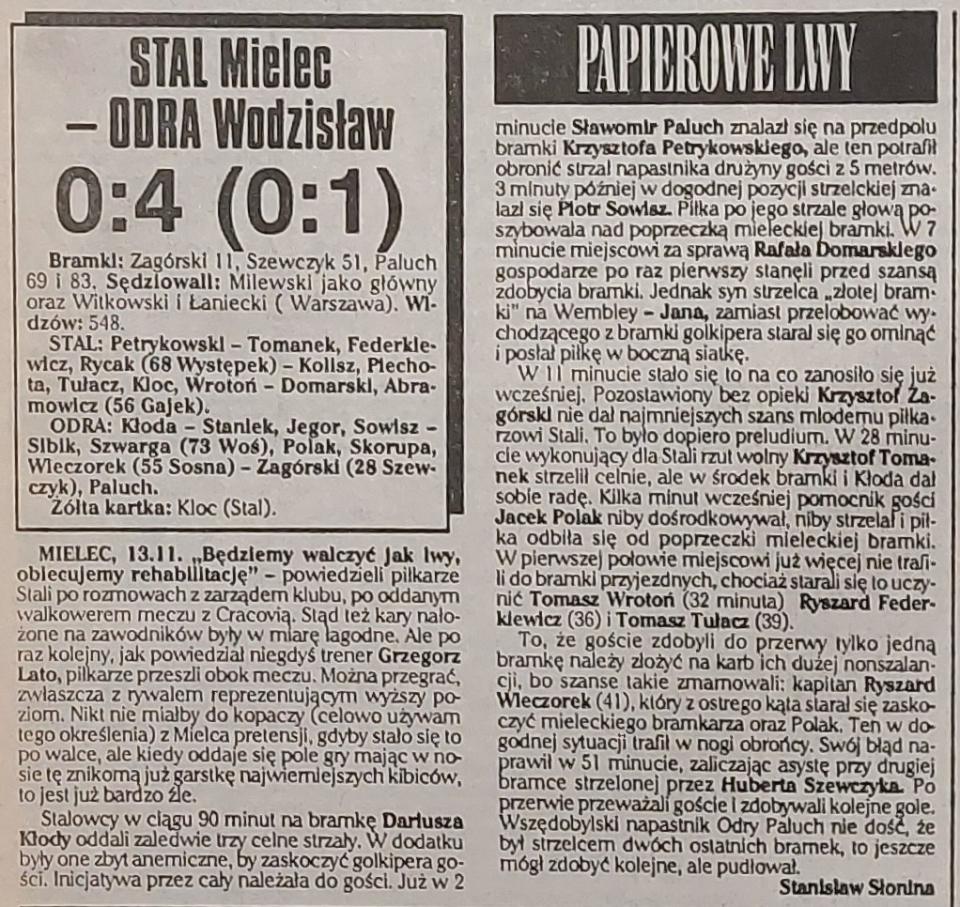 STAL Mielec
– ODRA Wodzisław
0:4 (0:1)
Bramki: Zagórski 11, Szewczyk 51, Paluch
69 i 83. Sędziowali: Milewski jako główny
oraz Witkowski i Łaniecki ( Warszawa). Wi-
dzów: 548.
STAL: Petrykowski – Tomanek, Federkie-
wicz, Rycak (68 Występek) – Kolisz, Piecho-
ta, Tułacz, Kloc, Wrotoń – Domarski, Abra-
mowicz (56 Gajek).
ODRA: Kłoda – Staniek, Jegor, Sowisz –
Sibik, Szwarga (73 Woś), Polak, Skorupa,
Wieczorek (55 Sosna) – Zagórski (28 Szew-
czyk), Paluch.
Żółta kartka: Kloc (Stal).
MIELEC, 13.11. „Będziemy walczyć jak lwy,
obiecujemy rehabilitację” – powiedzieli piłkarze
Stali po rozmowach z zarządem klubu, po oddanym
walkowerem meczu z Cracovią. Stąd też kary nało-
żone na zawodników były w miarę łagodne. Ale po
raz kolejny, jak powiedział niegdyś trener Grzegorz
Lato, piłkarze przeszli obok meczu. Można przegrać,
zwłaszcza z rywalem reprezentującym wyższy po-
ziom. Nikt nie miałby do kopaczy (celowo używam
tego określenia) z Mielca pretensji, gdyby stało się to
po walce, ale kiedy oddaje się pole gry mając w no-
sie tę znikomą już garstkę najwierniejszych kibiców,
to jest już bardzo źle.
Stalowcy w ciągu 90 minut na bramkę Dariusza
Kłody oddali zaledwie trzy celne strzały. W dodatku
były one zbyt anemiczne, by zaskoczyć golkipera go-
ści. Inicjatywa przez cały należała do gości. Już w 2
PAPIEROWE LWY
minucie Sławomir Paluch znalazł się na przedpolu
bramki Krzysztofa Petrykowskiego, ale ten potrafił
obronić strzał napastnika drużyny gości z 5 metrów.
3 minuty później w dogodnej pozycji strzelckiej zna-
lazł się Piotr Sowisz. Piłka po jego strzale głową po-
szybowała nad poprzeczką mieleckiej bramki. W 7
minucie miejscowi za sprawą Rafała Domarskiego
gospodarze po raz pierwszy stanęli przed szansą
zdobycia bramki. Jednak syn strzelca „złotej bram-
ki” na Wembley – Jana, zamiast przelobować wy-
chodzącego z bramki golkipera starał się go ominąć
i posłał piłkę w boczną siatkę.
W 11 minucie stało się to na co zanosiło się już
wcześniej. Pozostawiony bez opieki Krzysztof Za-
górski nie dał najmniejszych szans młodemu piłka-
rzowi Stali. To było dopiero preludium. W 28 minu-
cie wykonujący dla Stali rzut wolny Krzysztof Toma-
nek strzelił celnie, ale w środek bramki i Kłoda dał
sobie radę. Kilka minut wcześniej pomocnik gości
Jacek Polak niby dośrodkowywał, niby strzelał i pił-
ka odbiła się od poprzeczki mieleckiej bramki.
W pierwszej połowie miejscowi już więcej nie trafi-
li do bramki przyjezdnych, chociaż starali się to uczy-
nić Tomasz Wrotoń (32 minuta) Ryszard Feder-
kiewicz (36) i Tomasz Tułacz (39).
To, że goście zdobyli do przerwy tylko jedną
bramkę należy złożyć na karb ich dużej nonszalan-
cji, bo szanse takie zmarnowali: kapitan Ryszard
Wieczorek (41), który z ostrego kąta starał się zasko-
czyć mieleckiego bramkarza oraz Polak. Ten w do-
godnej sytuacji trafił w nogi obrońcy. Swój błąd na-
prawił w 51 minucie, zaliczając asystę przy drugiej
bramce strzelonej przez Huberta Szewczyka. Po
przerwie przeważali goście i zdobywali kolejne gole.
Wszędobylski napastnik Odry Paluch nie dość, że
był strzelcem dwóch ostatnich bramek, to jeszcze
mógł zdobyć kolejne, ale pudłował.
Stanisław Słonina